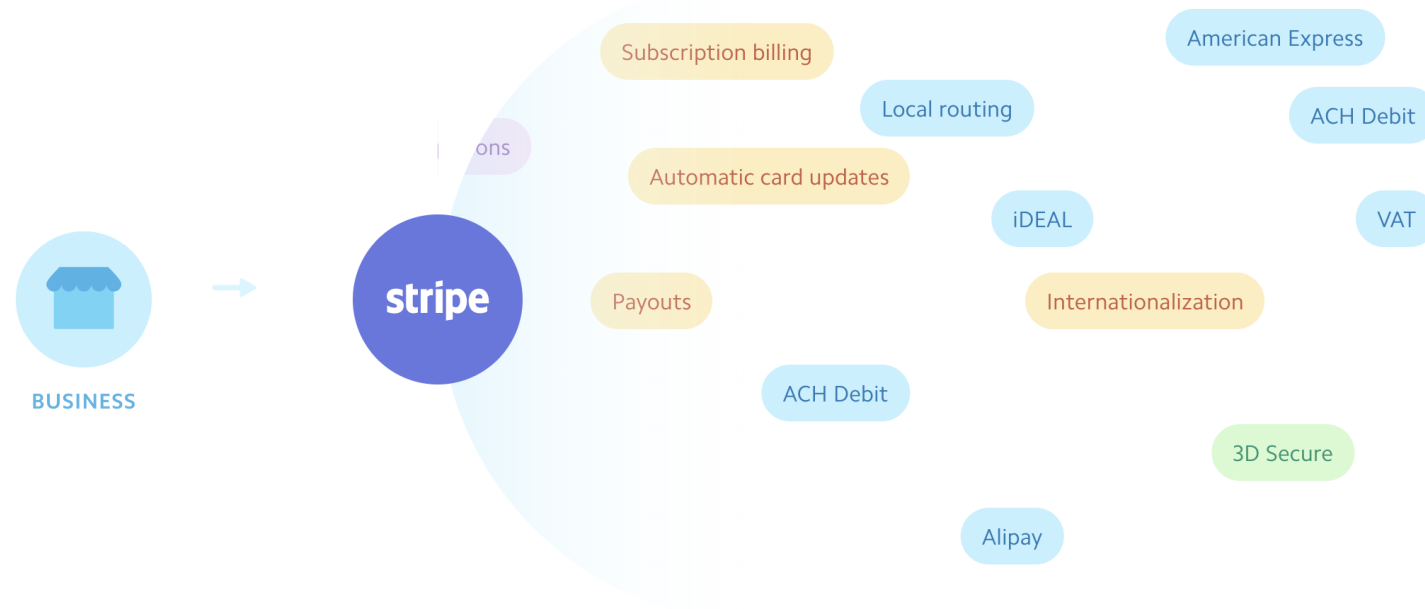 American Express
Subscription billing
Local routing
ACH Debit
ons
Automatic card updates
iDEAL
VAT
stripe
Payouts
Internationalization
BUSINESS
ACH Debit
3D Secure
Alipay